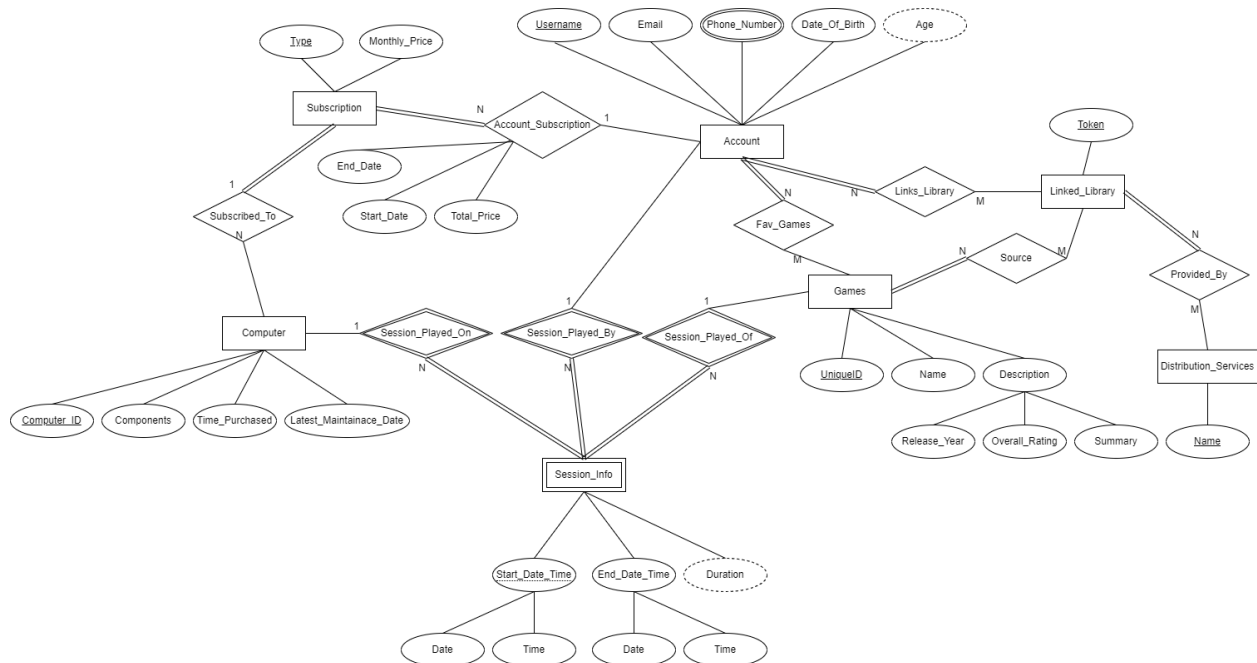 Username
Email
Phone_Number
Date_Of_Birth
Age
Type
Monthly_Price
Subscription
N
Account_Subscription
1
Account
Token
End_Date
Start_Date
Total_Price
1
Subscribed_To
N
N
Links_Library
M
Linked_Library
N
Fav_Games
M
N
Source
M
N
Provided_By
M
Games
Computer
1
Session_Played_On
N
1
Session_Played_By
N
1
Session_Played_Of
N
UniqueID
Name
Description
Distribution_Services
Computer_ID
Components
Time_Purchased
Latest_Maintainace_Date
Release_Year
Overall_Rating
Summary
Name
Session_Info
Start_Date_Time
End_Date_Time
Duration
Date
Time
Date
Time